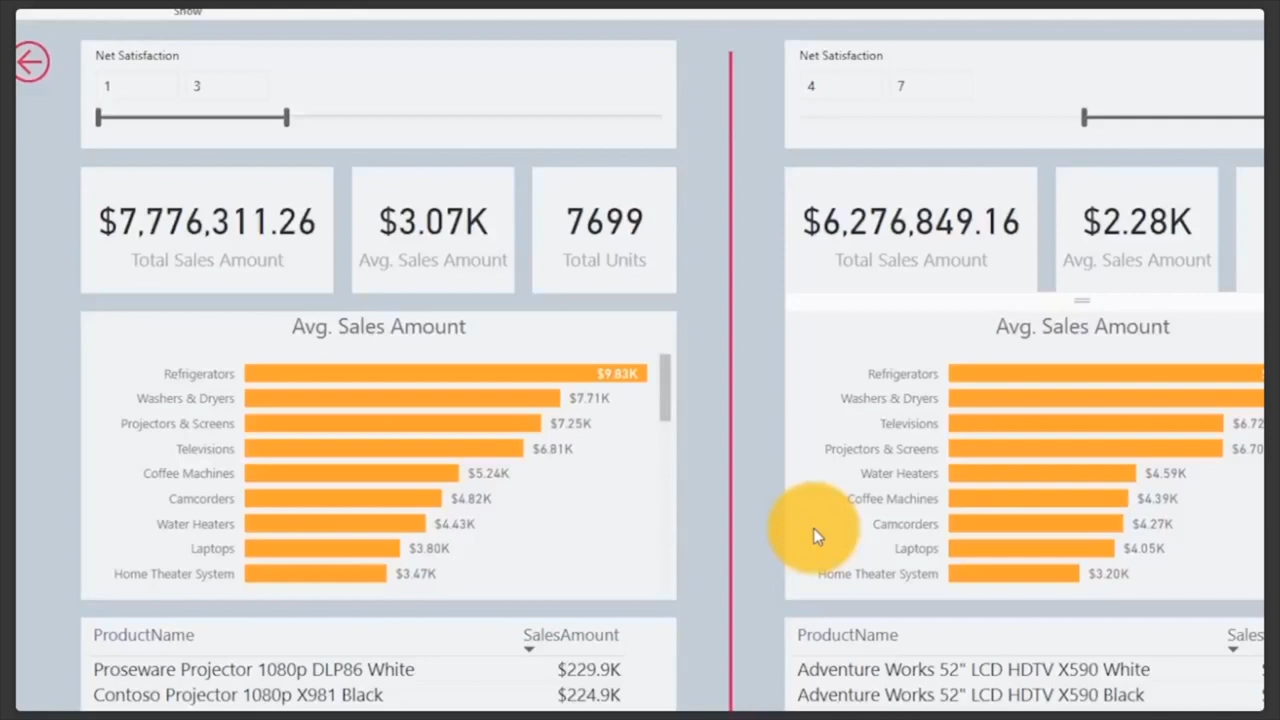 Show
Net Satisfaction
1 3
$7,776,311.26 $3.07K 7699
Total Sales Amount Avg. Sales Amount Total Units
Avg. Sales Amount
Refrigerators $9.83K
Washers & Dryers $7.71K
Projectors & Screens $7.25K
Televisions $6.81K
Coffee Machines $5.24K
Camcorders $4.82K
Water Heaters $4.43K
Laptops $3.80K
Home Theater System $3.47K
ProductName SalesAmount
Proseware Projector 1080p DLP86 White $229.9K
Contoso Projector 1080p X981 Black $224.9K
Net Satisfaction
4 7
$6,276,849.16 $2.28K
Total Sales Amount Avg. Sales Amount
Avg. Sales Amount
Refrigerators
Washers & Dryers
Televisions $6.72
Projectors & Screens $6.70
Water Heaters $4.59K
Coffee Machines $4.39K
Camcorders $4.27K
Laptops $4.05K
Home Theater System $3.20K
ProductName Sales
Adventure Works 52" LCD HDTV X590 White
Adventure Works 52" LCD HDTV X590 Black